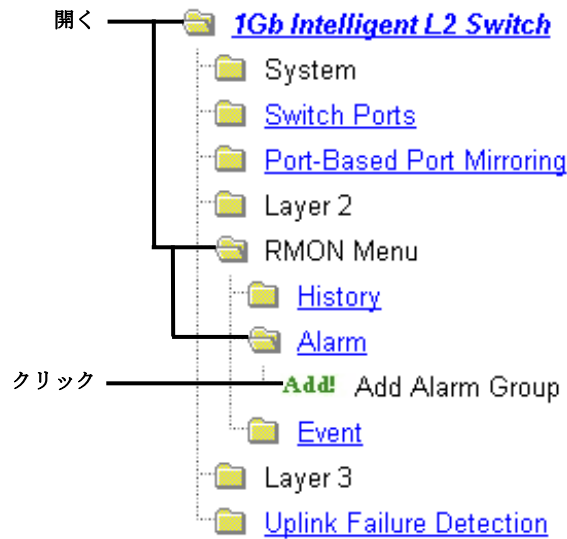 開く 1Gb Intelligent L2 Switch
System
Switch Ports
Port-Based Port Mirroring
Layer 2
RMON Menu
History
Alarm
クリック Add! Add Alarm Group
Event
Layer 3
Uplink Failure Detection